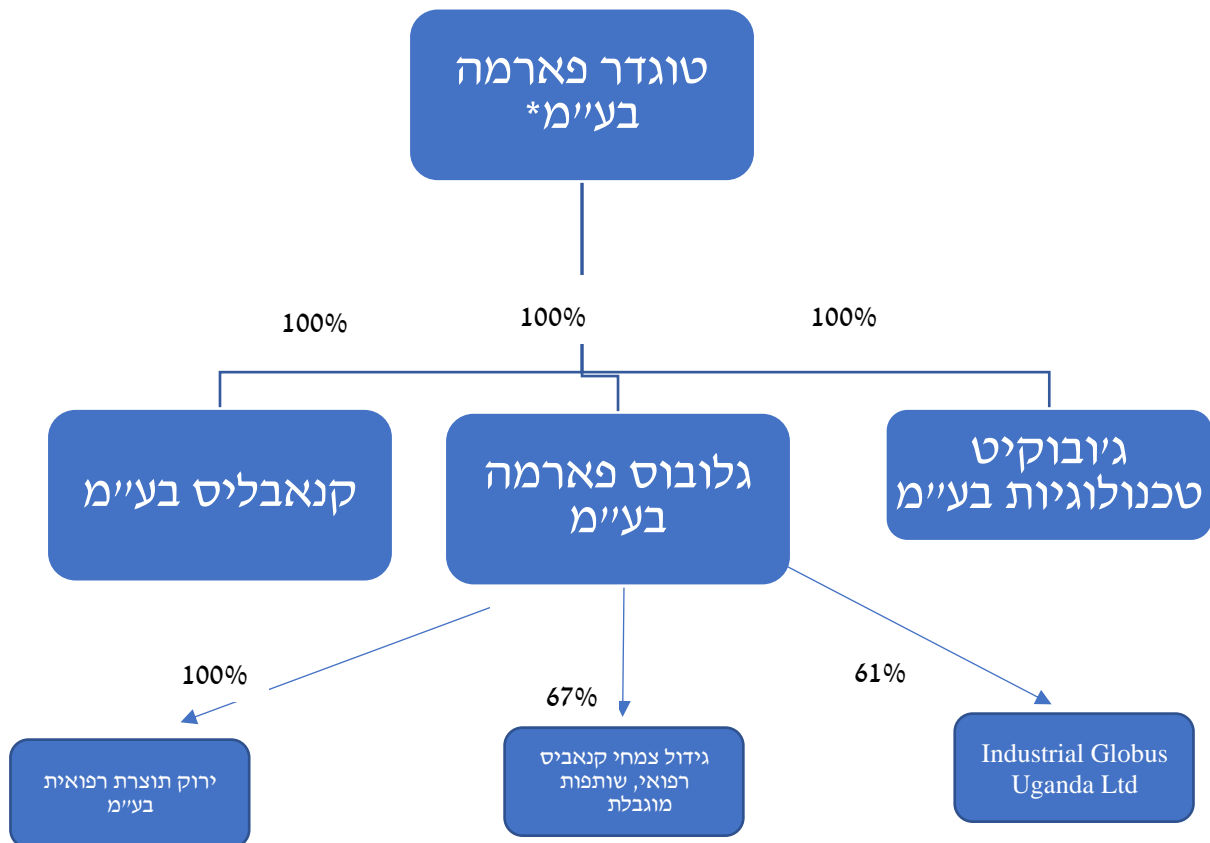 טוגדר פארמה
בע״מ*
100%
100%
100%
ג׳ובוקיט
טכנולוגיות בע״מ
גלובוס פארמה
בע״מ
קנאבליס בע״מ
61%
67%
100%
Industrial Globus
Uganda Ltd
גידול צמחי קנאביס
רפואי, שותפות
מוגבלת
ירוק תוצרת רפואית
בע״מ